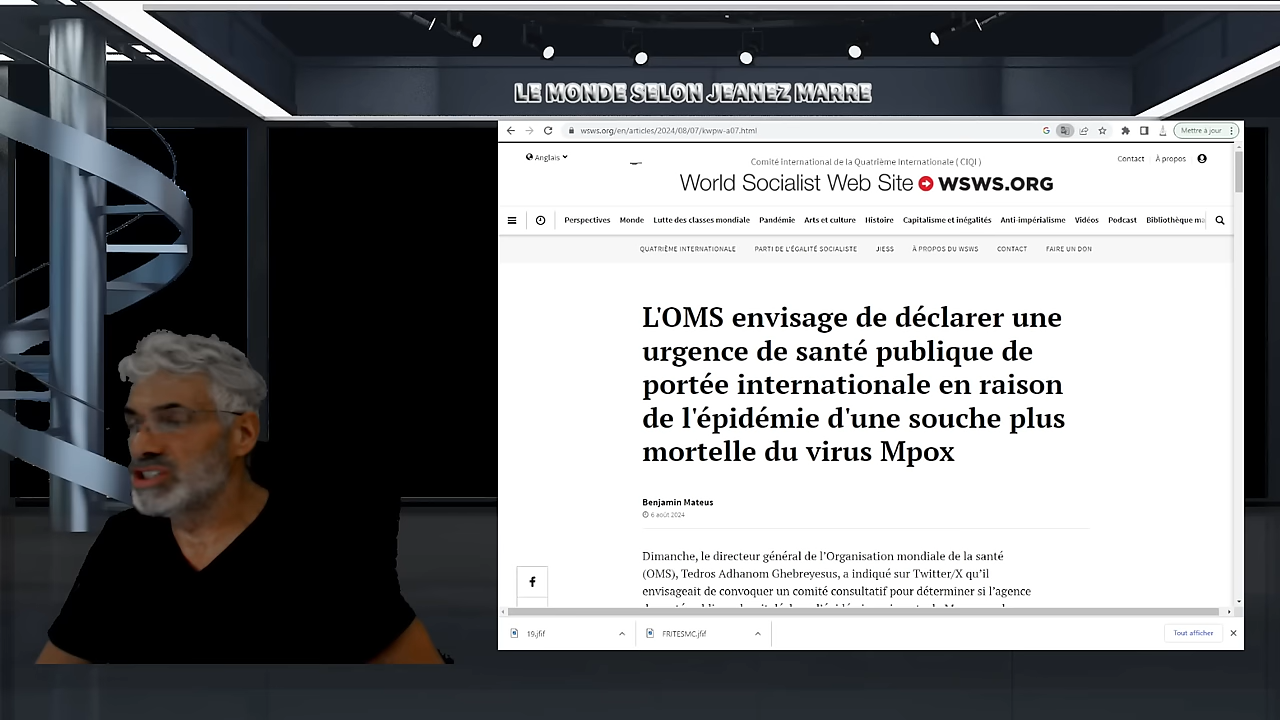 LE MONDE SELON JEANEZ MARRE
wsws.org/en/articles/2024/08/07/kwpw-a07.html
Mettre à jour
Anglais
Comité international de la Quatrième Internationale ( CIQI )
Contact À propos
World Socialist Web Site WSWS.ORG
Perspectives Monde Lutte des classes mondiale Pandémie Arts et culture Histoire Capitalisme et inégalités Anti-impérialisme Vidéos Podcast Bibliothèque ma
QUATRIÈME INTERNATIONALE PARTI DE L'ÉGALITÉ SOCIALISTE JIESS À PROPOS DU WSWS CONTACT FAIRE UN DON
L'OMS envisage de déclarer une
urgence de santé publique de
portée internationale en raison
de l'épidémie d'une souche plus
mortelle du virus Mpox
Benjamin Mateus
6 août 2024
Dimanche, le directeur général de l'Organisation mondiale de la santé
(OMS), Tedros Adhanom Ghebreyesus, a indiqué sur Twitter/X qu'il
envisageait de convoquer un comité consultatif pour déterminer si l'agence
19.jfif
FRITESMC.jfif
Tout afficher